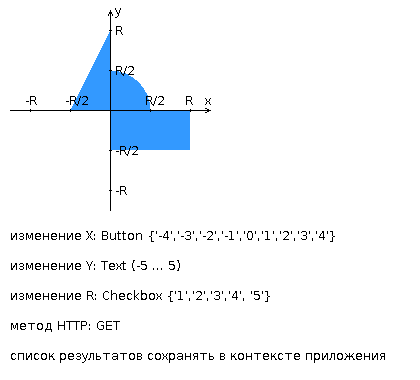 y
R
R/2
-R
-R/2
R/2
R
x
-R/2
-R
изменение X: Button {'-4','-3','-2','-1','0','1','2','3','4'}
изменение Y: Text (-5 ... 5)
изменение R: Checkbox {'1','2','3','4', '5'}
метод HTTP: GET
список результатов сохранять в контексте приложения